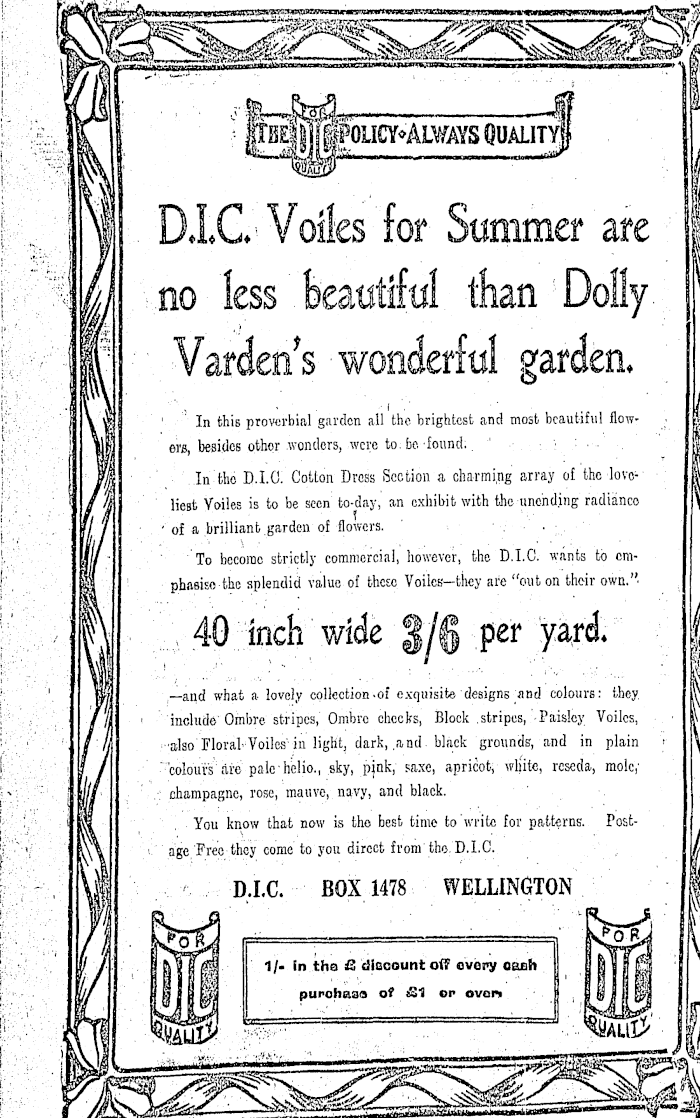 THE DIC POLICY ALWAYS QUALITY
FOR
QUALITY
D.I.C. Voiles for Summer are
no less beautiful than Dolly
Varden's wonderful garden.
In this proverbial garden all the brightest and most beautiful flow-
ers, besides other wonders, were to be found.
In the D.I.C. Cotton Dress Section a charming array of the love-
liest Voiles is to be seen to-day, an exhibit with the unending radiance
of a brilliant garden of flowers.
To become strictly commercial, however, the D.I.C. wants to em-
phasise the splendid value of these Voiles—they are "out on their own."
40 inch wide 3/6 per yard.
—and what a lovely collection of exquisite designs and colours: they
include Ombre stripes, Ombre checks, Block stripes, Paisley Voiles,
also Floral Voiles in light, dark, and black grounds, and in plain
colours are pale helio., sky, pink, saxe, apricot, white, reseda, mole,
champagne, rose, mauve, navy, and black.
You know that now is the best time to write for patterns. Post-
age Free they come to you direct from the D.I.C.
D.I.C. BOX 1478 WELLINGTON
FOR
DIC
QUALITY
1/- in the £ discount off every cash
purchase of £1 or over.
FOR
DIC
QUALITY